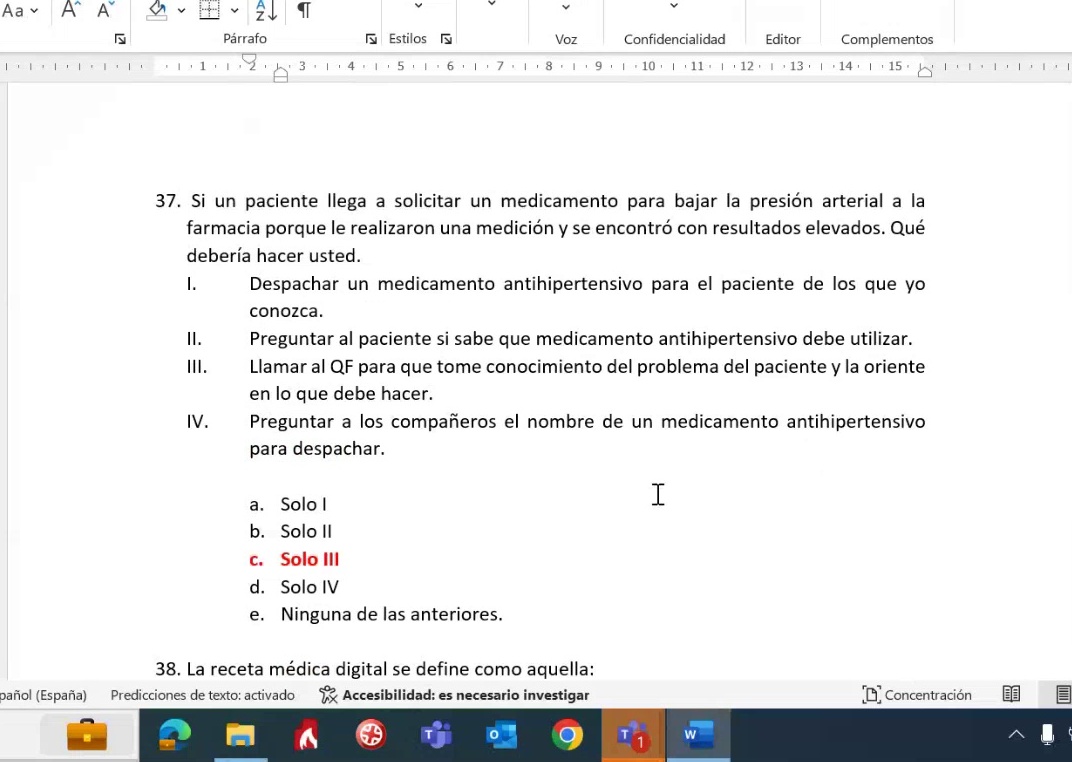 Aa A A A Z ¶
Párrafo Estilos Voz Confidencialidad Editor Complementos
1 2 3 4 5 6 7 8 9 10 11 12 13 14 15
37. Si un paciente llega a solicitar un medicamento para bajar la presión arterial a la
farmacia porque le realizaron una medición y se encontró con resultados elevados. Qué
debería hacer usted.
I. Despachar un medicamento antihipertensivo para el paciente de los que yo
conozca.
II. Preguntar al paciente si sabe que medicamento antihipertensivo debe utilizar.
III. Llamar al QF para que tome conocimiento del problema del paciente y la oriente
en lo que debe hacer.
IV. Preguntar a los compañeros el nombre de un medicamento antihipertensivo
para despachar.
a. Solo I
b. Solo II
c. Solo III
d. Solo IV
e. Ninguna de las anteriores.
38. La receta médica digital se define como aquella:
pañol (España) Predicciones de texto: activado Accesibilidad: es necesario investigar Concentración
T O T 1 W